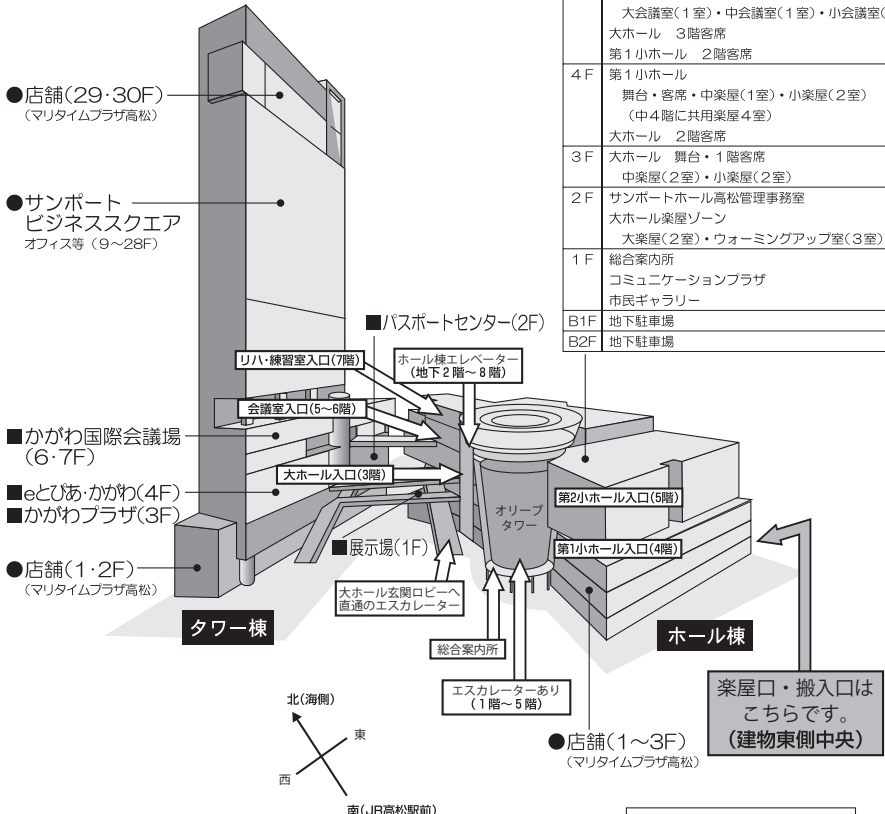 大会議室(1室)・中会議室(1室)・小会議室(
大ホール 3階客席
第1小ホール 2階客席
4F 第1小ホール
舞台・客席・中楽屋(1室)・小楽屋(2室)
(中4階に共用楽屋4室)
大ホール 2階客席
3F 大ホール 舞台・1階客席
中楽屋(2室)・小楽屋(2室)
2F サンポートホール高松管理事務室
大ホール楽屋ゾーン
大楽屋(2室)・ウォーミングアップ室(3室)
1F 総合案内所
コミュニケーションプラザ
市民ギャラリー
B1F 地下駐車場
B2F 地下駐車場
●店舗(29・30F)
(マリタイムプラザ高松)
●サンポート
ビジネススクエア
オフィス等(9〜28F)
■パスポートセンター(2F)
リハ・練習室入口(7階)
ホール棟エレベーター
(地下2階〜8階)
会議室入口(5〜6階)
■かがわ国際会議場
(6・7F)
大ホール入口(3階)
■eとぴあ・かがわ(4F)
■かがわプラザ(3F)
第2小ホール入口(5階)
オリーブ
タワー
■展示場(1F)
第1小ホール入口(4階)
●店舗(1・2F)
(マリタイムプラザ高松)
大ホール玄関ロビーへ
直通のエスカレーター
タワー棟
ホール棟
総合案内所
エスカレーターあり
(1階〜5階)
楽屋口・搬入口は
こちらです。
(建物東側中央)
●店舗(1〜3F)
(マリタイムプラザ高松)
北(海側)
東
西
南(JR高松駅前)